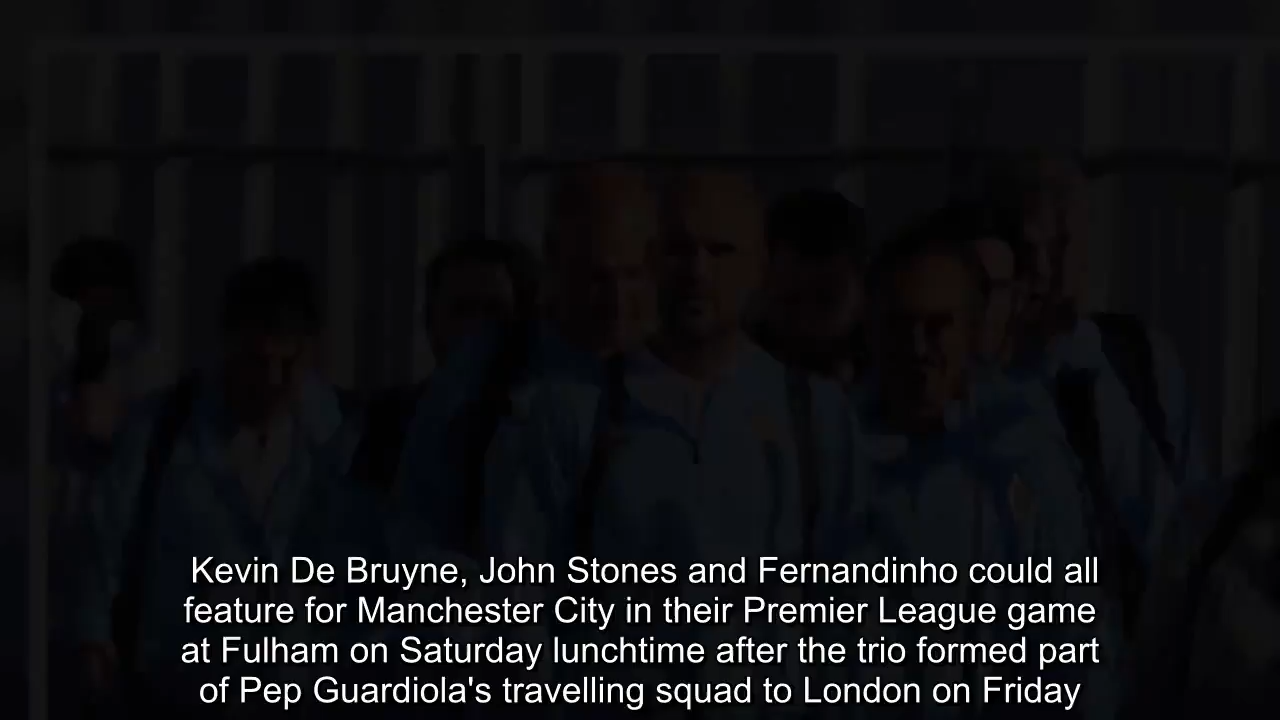 Kevin De Bruyne, John Stones and Fernandinho could all
feature for Manchester City in their Premier League game
at Fulham on Saturday lunchtime after the trio formed part
of Pep Guardiola's travelling squad to London on Friday